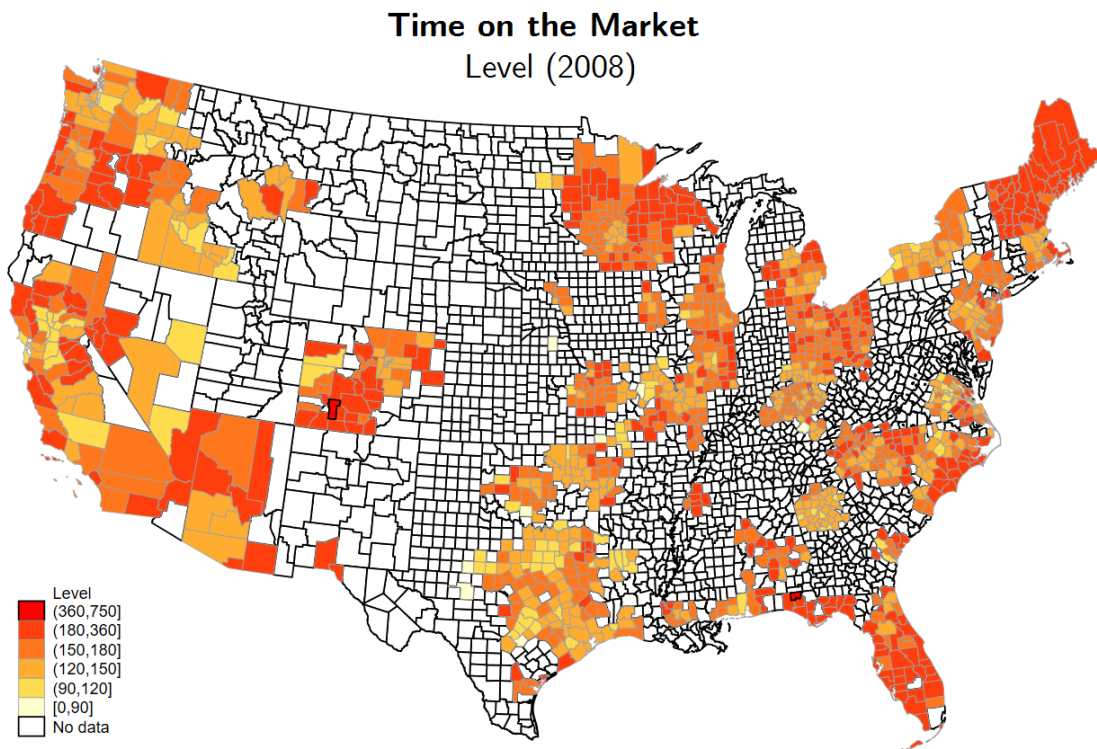 Time on the Market
Level (2008)
Level
(360,750]
(180,360]
(150,180]
(120,150]
(90,120]
[0,90]
No data